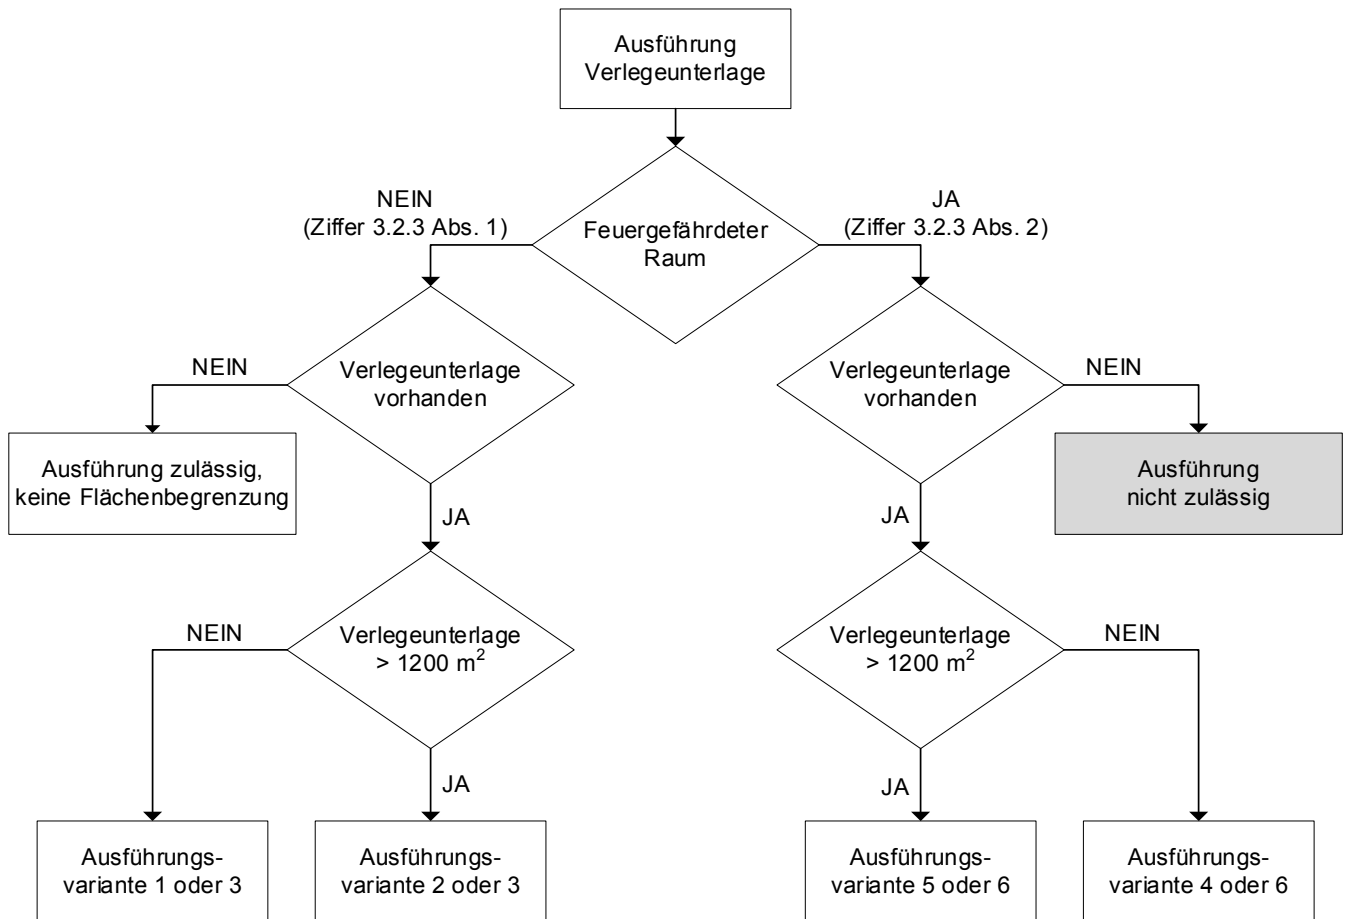 Ausführung
Verlegeunterlage
NEIN
(Ziffer 3.2.3 Abs. 1)
JA
(Ziffer 3.2.3 Abs. 2)
Feuergefährdeter
Raum
NEIN
Verlegeunterlage
vorhanden
Verlegeunterlage
vorhanden
NEIN
Ausführung zulässig,
keine Flächenbegrenzung
Ausführung
nicht zulässig
JA
JA
NEIN
Verlegeunterlage
> 1200 m²
Verlegeunterlage
> 1200 m²
NEIN
JA
JA
Ausführungs-
variante 1 oder 3
Ausführungs-
variante 2 oder 3
Ausführungs-
variante 5 oder 6
Ausführungs-
variante 4 oder 6